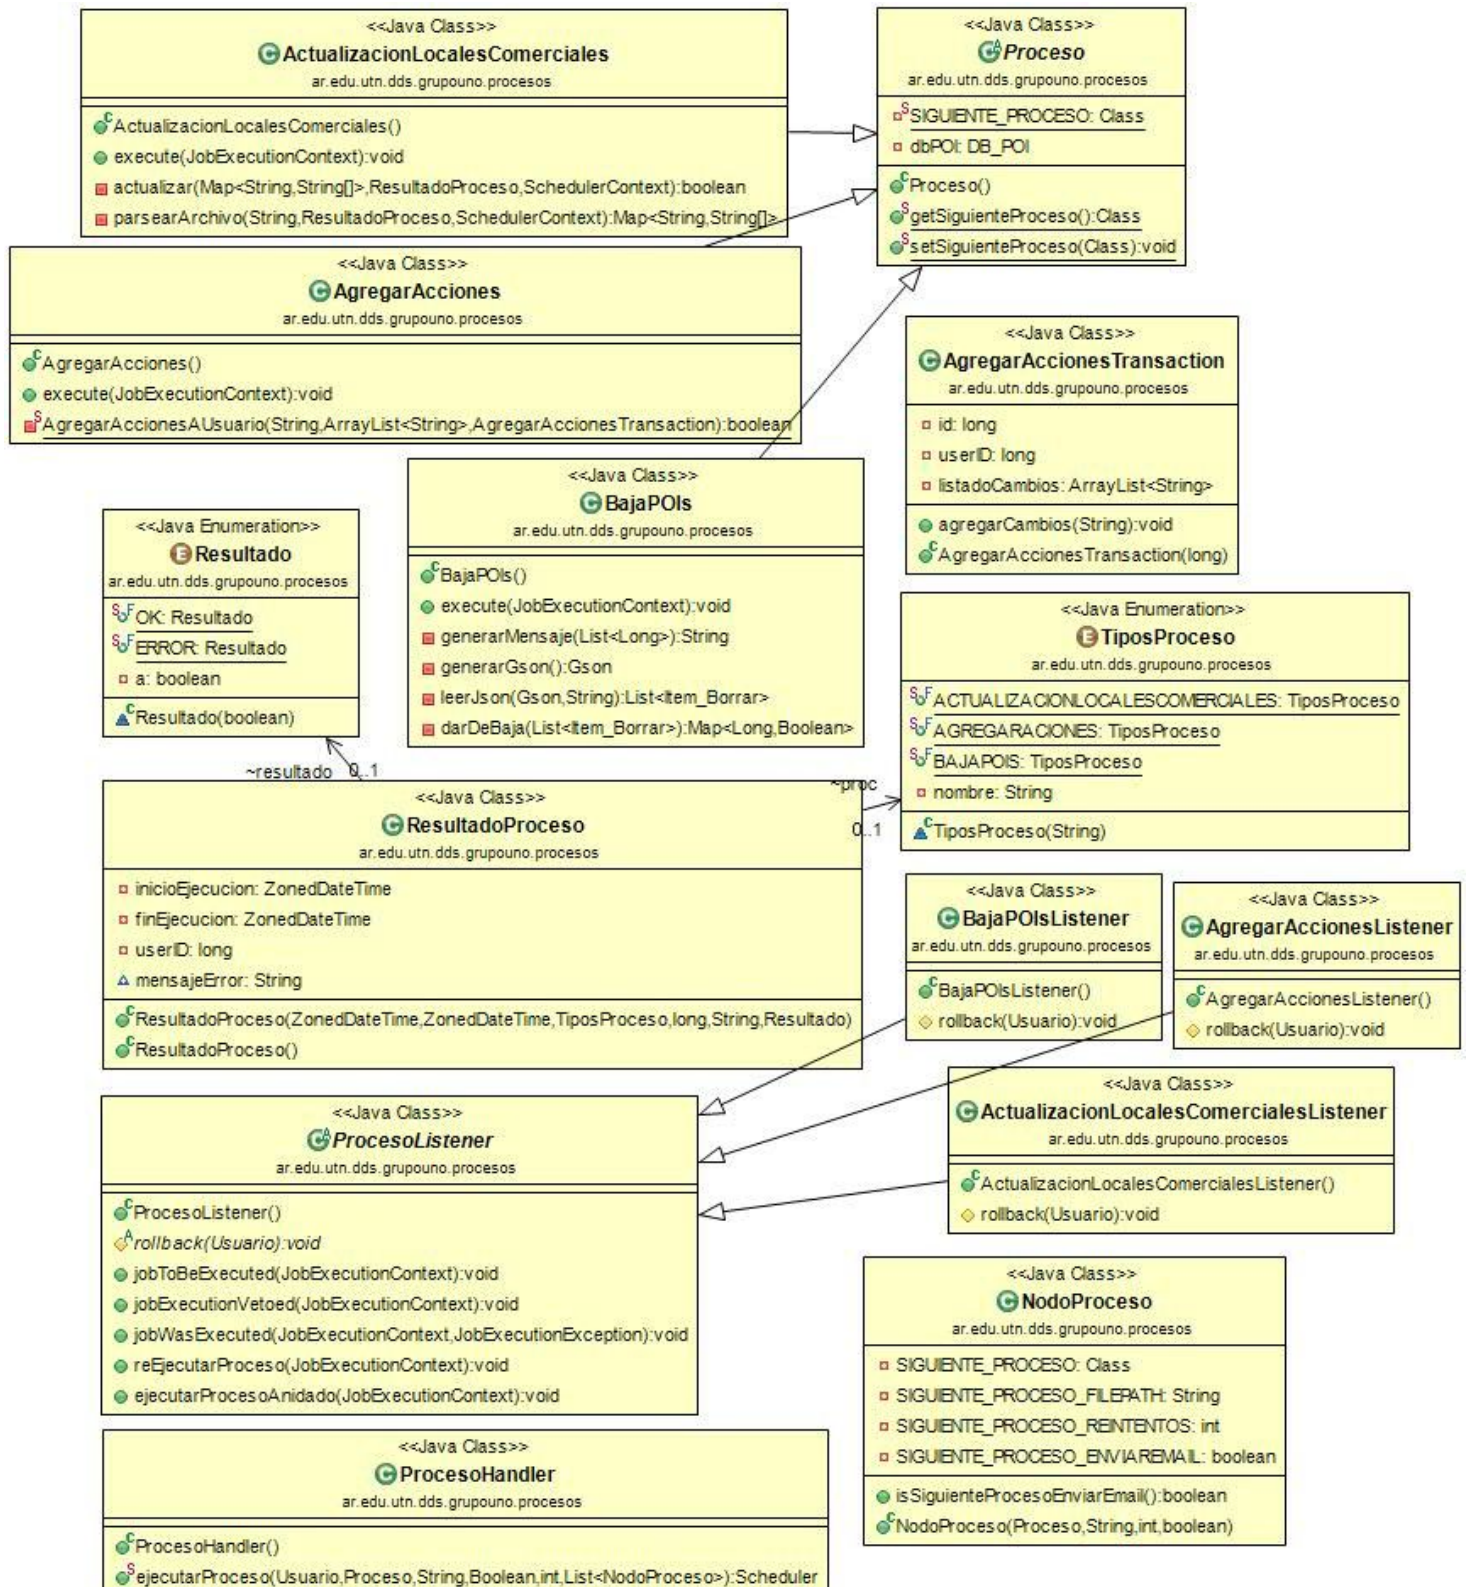 <<Java Class>>
ActualizacionLocalesComerciales
ar.edu.utn.dds.grupouno.procesos
ActualizacionLocalesComerciales()
execute(JobExecutionContext):void
actualizar(Map<String,String[]>,ResultadoProceso,SchedulerContext):boolean
parsearArchivo(String,ResultadoProceso,SchedulerContext):Map<String,String[]>
<<Java Class>>
Proceso
ar.edu.utn.dds.grupouno.procesos
SIGUIENTE_PROCESO: Class
dbPOI: DB_POI
Proceso()
getSiguienteProceso():Class
setSiguienteProceso(Class):void
<<Java Class>>
AgregarAcciones
ar.edu.utn.dds.grupouno.procesos
AgregarAcciones()
execute(JobExecutionContext):void
AgregarAccionesAUsuario(String,ArrayList<String>,AgregarAccionesTransaction):boolean
<<Java Class>>
AgregarAccionesTransaction
ar.edu.utn.dds.grupouno.procesos
id: long
userID: long
listadoCambios: ArrayList<String>
agregarCambios(String):void
AgregarAccionesTransaction(long)
<<Java Class>>
BajaPOIs
ar.edu.utn.dds.grupouno.procesos
BajaPOIs()
execute(JobExecutionContext):void
generarMensaje(List<Long>):String
generarGson():Gson
leerJson(Gson,String):List<Item_Borrar>
darDeBaja(List<Item_Borrar>):Map<Long,Boolean>
<<Java Enumeration>>
Resultado
ar.edu.utn.dds.grupouno.procesos
OK: Resultado
ERROR: Resultado
a: boolean
Resultado(boolean)
~resultado 0..1
<<Java Enumeration>>
TiposProceso
ar.edu.utn.dds.grupouno.procesos
ACTUALIZACIONLOCALESCOMERCIALES: TiposProceso
AGREGARACIONES: TiposProceso
BAJAPOIS: TiposProceso
nombre: String
TiposProceso(String)
~proc
0..1
<<Java Class>>
ResultadoProceso
ar.edu.utn.dds.grupouno.procesos
inicioEjecucion: ZonedDateTime
finEjecucion: ZonedDateTime
userID: long
mensajeError: String
ResultadoProceso(ZonedDateTime,ZonedDateTime,TiposProceso,long,String,Resultado)
ResultadoProceso()
<<Java Class>>
BajaPOIsListener
ar.edu.utn.dds.grupouno.procesos
BajaPOIsListener()
rollback(Usuario):void
<<Java Class>>
AgregarAccionesListener
ar.edu.utn.dds.grupouno.procesos
AgregarAccionesListener()
rollback(Usuario):void
<<Java Class>>
ActualizacionLocalesComercialesListener
ar.edu.utn.dds.grupouno.procesos
ActualizacionLocalesComercialesListener()
rollback(Usuario):void
<<Java Class>>
ProcesoListener
ar.edu.utn.dds.grupouno.procesos
ProcesoListener()
rollback(Usuario):void
jobToBeExecuted(JobExecutionContext):void
jobExecutionVetoed(JobExecutionContext):void
jobWasExecuted(JobExecutionContext,JobExecutionException):void
reEjecutarProceso(JobExecutionContext):void
ejecutarProcesoAnidado(JobExecutionContext):void
<<Java Class>>
NodoProceso
ar.edu.utn.dds.grupouno.procesos
SIGUIENTE_PROCESO: Class
SIGUIENTE_PROCESO_FILEPATH: String
SIGUIENTE_PROCESO_REINTENTOS: int
SIGUIENTE_PROCESO_ENVIAREMAIL: boolean
isSiguienteProcesoEnviarEmail():boolean
NodoProceso(Proceso,String,int,boolean)
<<Java Class>>
ProcesoHandler
ar.edu.utn.dds.grupouno.procesos
ProcesoHandler()
ejecutarProceso(Usuario,Proceso,String,Boolean,int,List<NodoProceso>):Scheduler